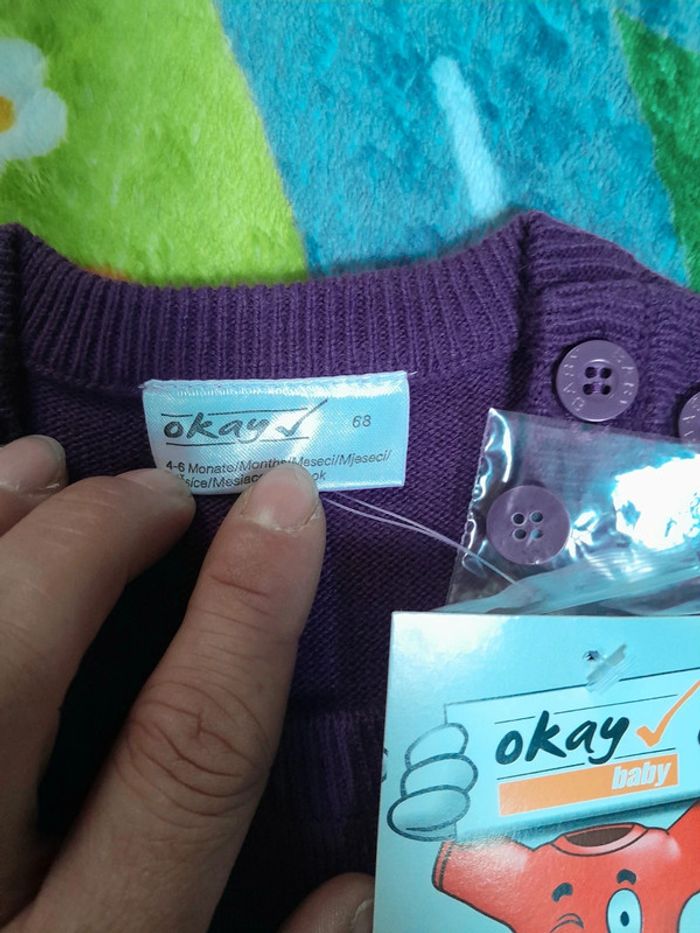 okay 68
4-6 Monate/Months/Meseci/Mjeseci/
okay
baby